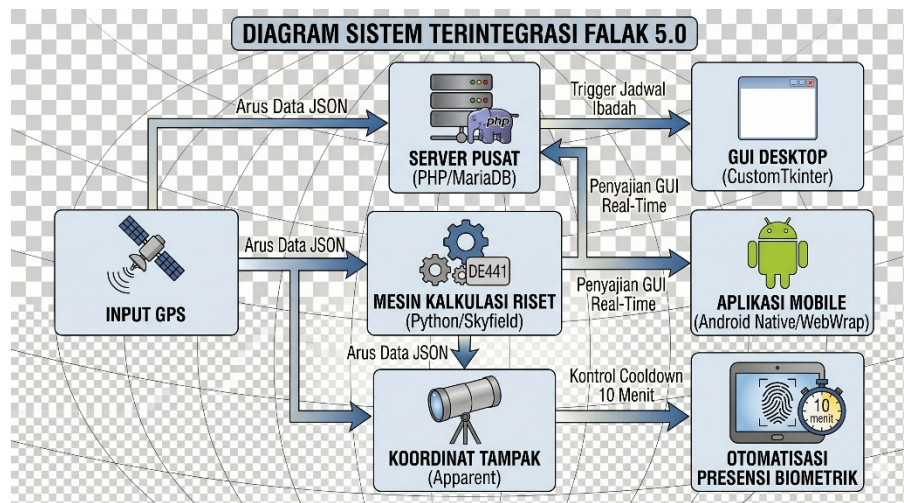 DIAGRAM SISTEM TERINTEGRASI FALAK 5.0
Arus Data JSON
php
SERVER PUSAT
(PHP/MariaDB)
Trigger Jadwal
Ibadah
GUI DESKTOP
(CustomTkinter)
Penyajian GUI
Real-Time
INPUT GPS
Arus Data JSON
DE441
MESIN KALKULASI RISET
(Python/Skyfield)
Penyajian GUI
Real-Time
APLIKASI MOBILE
(Android Native/WebWrap)
Arus Data JSON
KOORDINAT TAMPAK
(Apparent)
Kontrol Cooldown
10 Menit
10
menit
OTOMATISASI
PRESENSI BIOMETRIK